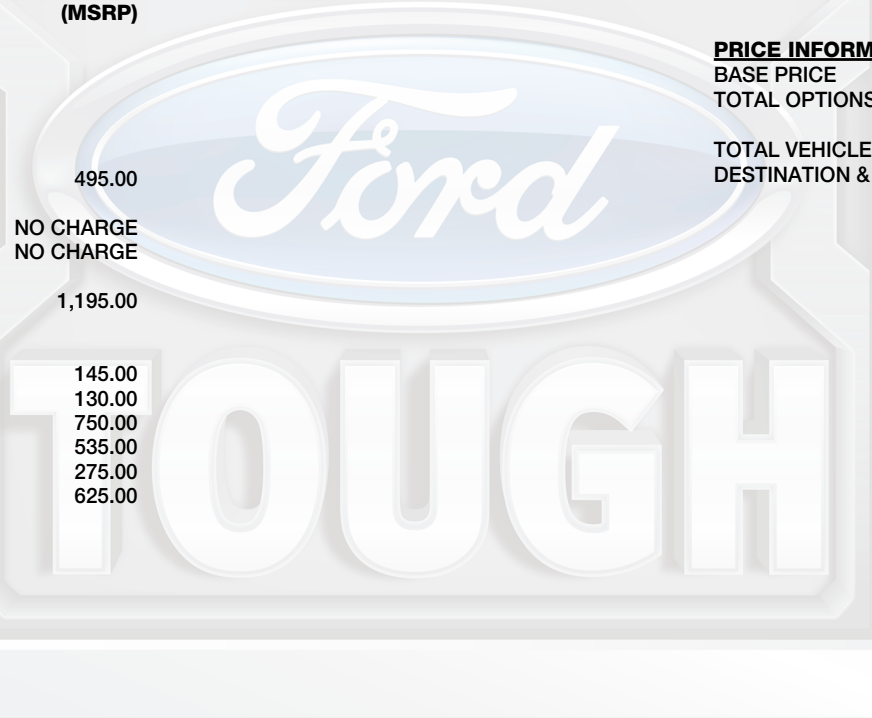 (MSRP)
495.00
NO CHARGE
NO CHARGE
1,195.00
145.00
130.00
750.00
535.00
275.00
625.00
PRICE INFORM
BASE PRICE
TOTAL OPTIONS
TOTAL VEHICLE
DESTINATION &
Ford
TOUGH